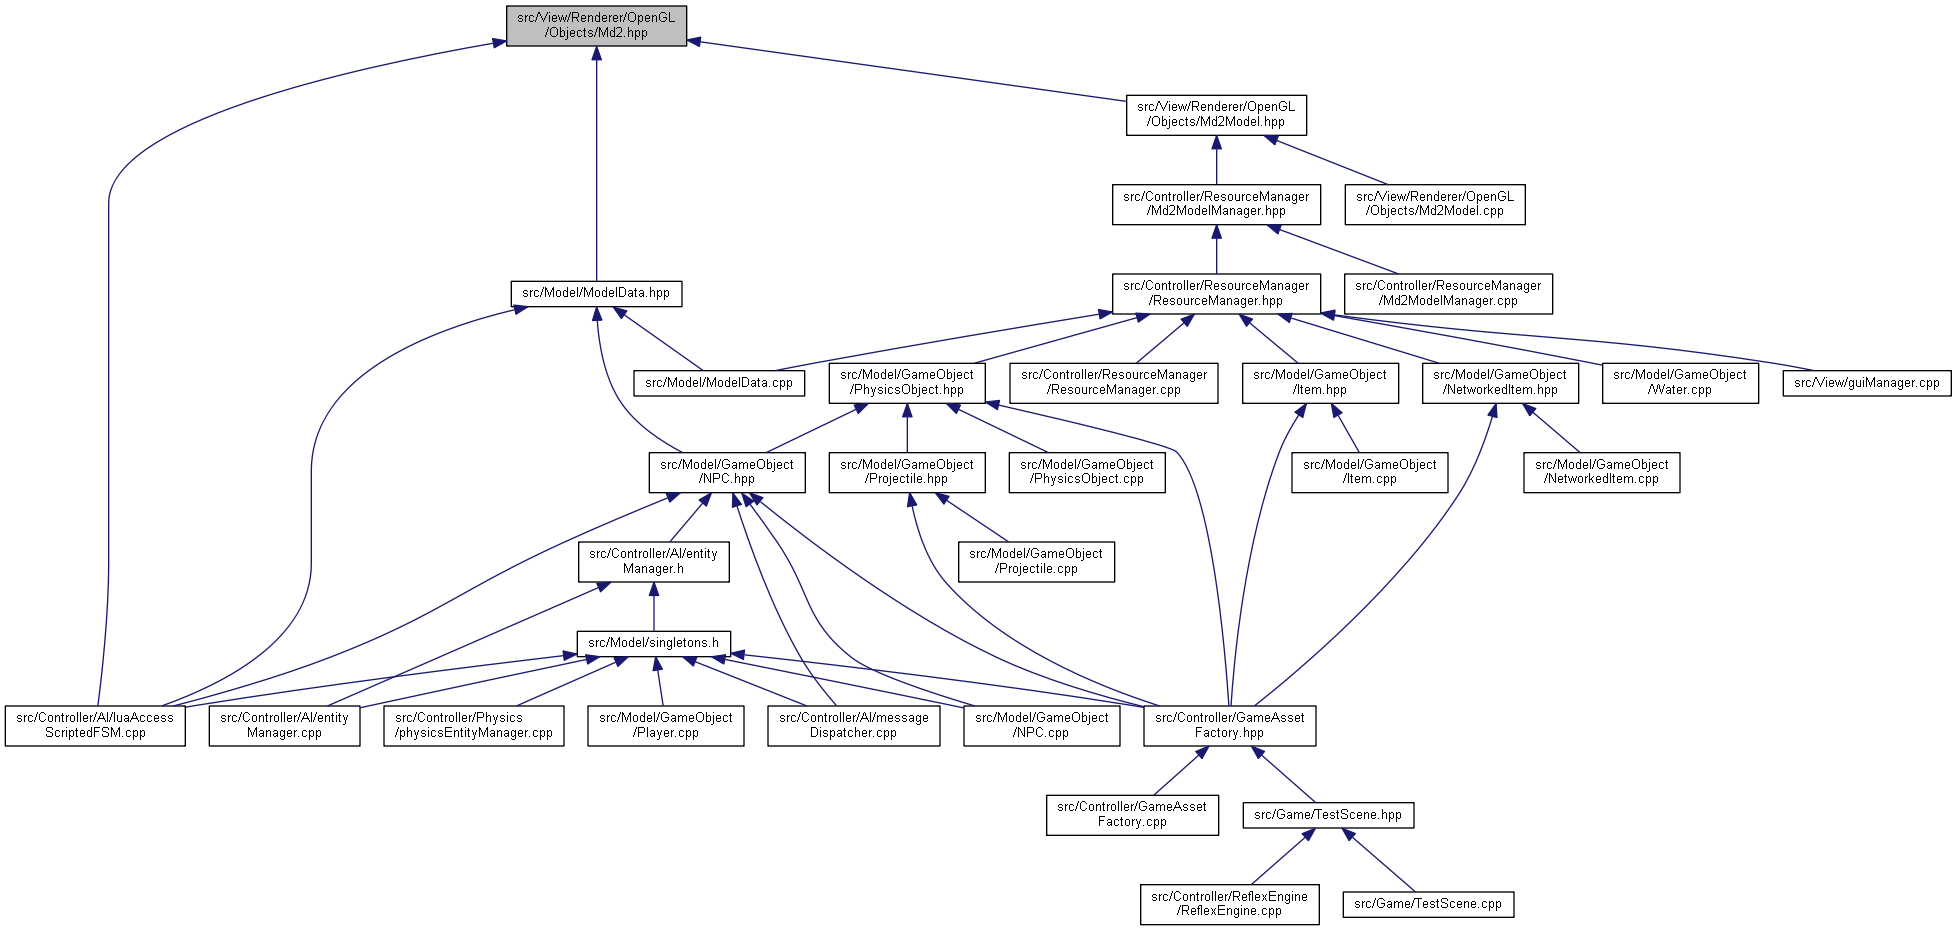 src/View/Renderer/OpenGL
/Objects/Md2.hpp
src/View/Renderer/OpenGL
/Objects/Md2Model.hpp
src/Controller/ResourceManager
/Md2ModelManager.hpp
src/View/Renderer/OpenGL
/Objects/Md2Model.cpp
src/Model/ModelData.hpp
src/Controller/ResourceManager
/ResourceManager.hpp
src/Controller/ResourceManager
/Md2ModelManager.cpp
src/Model/ModelData.cpp
src/Model/GameObject
/PhysicsObject.hpp
src/Controller/ResourceManager
/ResourceManager.cpp
src/Model/GameObject
/Item.hpp
src/Model/GameObject
/NetworkedItem.hpp
src/Model/GameObject
/Water.cpp
src/View/guiManager.cpp
src/Model/GameObject
/NPC.hpp
src/Model/GameObject
/Projectile.hpp
src/Model/GameObject
/PhysicsObject.cpp
src/Model/GameObject
/Item.cpp
src/Model/GameObject
/NetworkedItem.cpp
src/Controller/AI/entity
Manager.h
src/Model/GameObject
/Projectile.cpp
src/Model/singletons.h
src/Controller/AI/luaAccess
ScriptedFSM.cpp
src/Controller/AI/entity
Manager.cpp
src/Controller/Physics
/physicsEntityManager.cpp
src/Model/GameObject
/Player.cpp
src/Controller/AI/message
Dispatcher.cpp
src/Model/GameObject
/NPC.cpp
src/Controller/GameAsset
Factory.hpp
src/Controller/GameAsset
Factory.cpp
src/Game/TestScene.hpp
src/Controller/ReflexEngine
/ReflexEngine.cpp
src/Game/TestScene.cpp